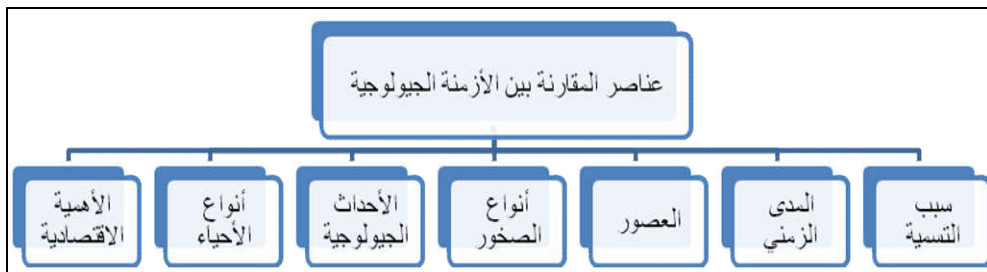 عناصر المقارنة بين الأزمنة الجيولوجية
سبب
التسمية
المدى
الزمني
العصور
أنواع
الصخور
الأحداث
الجيولوجية
أنواع
الأحياء
الأهمية
الاقتصادية